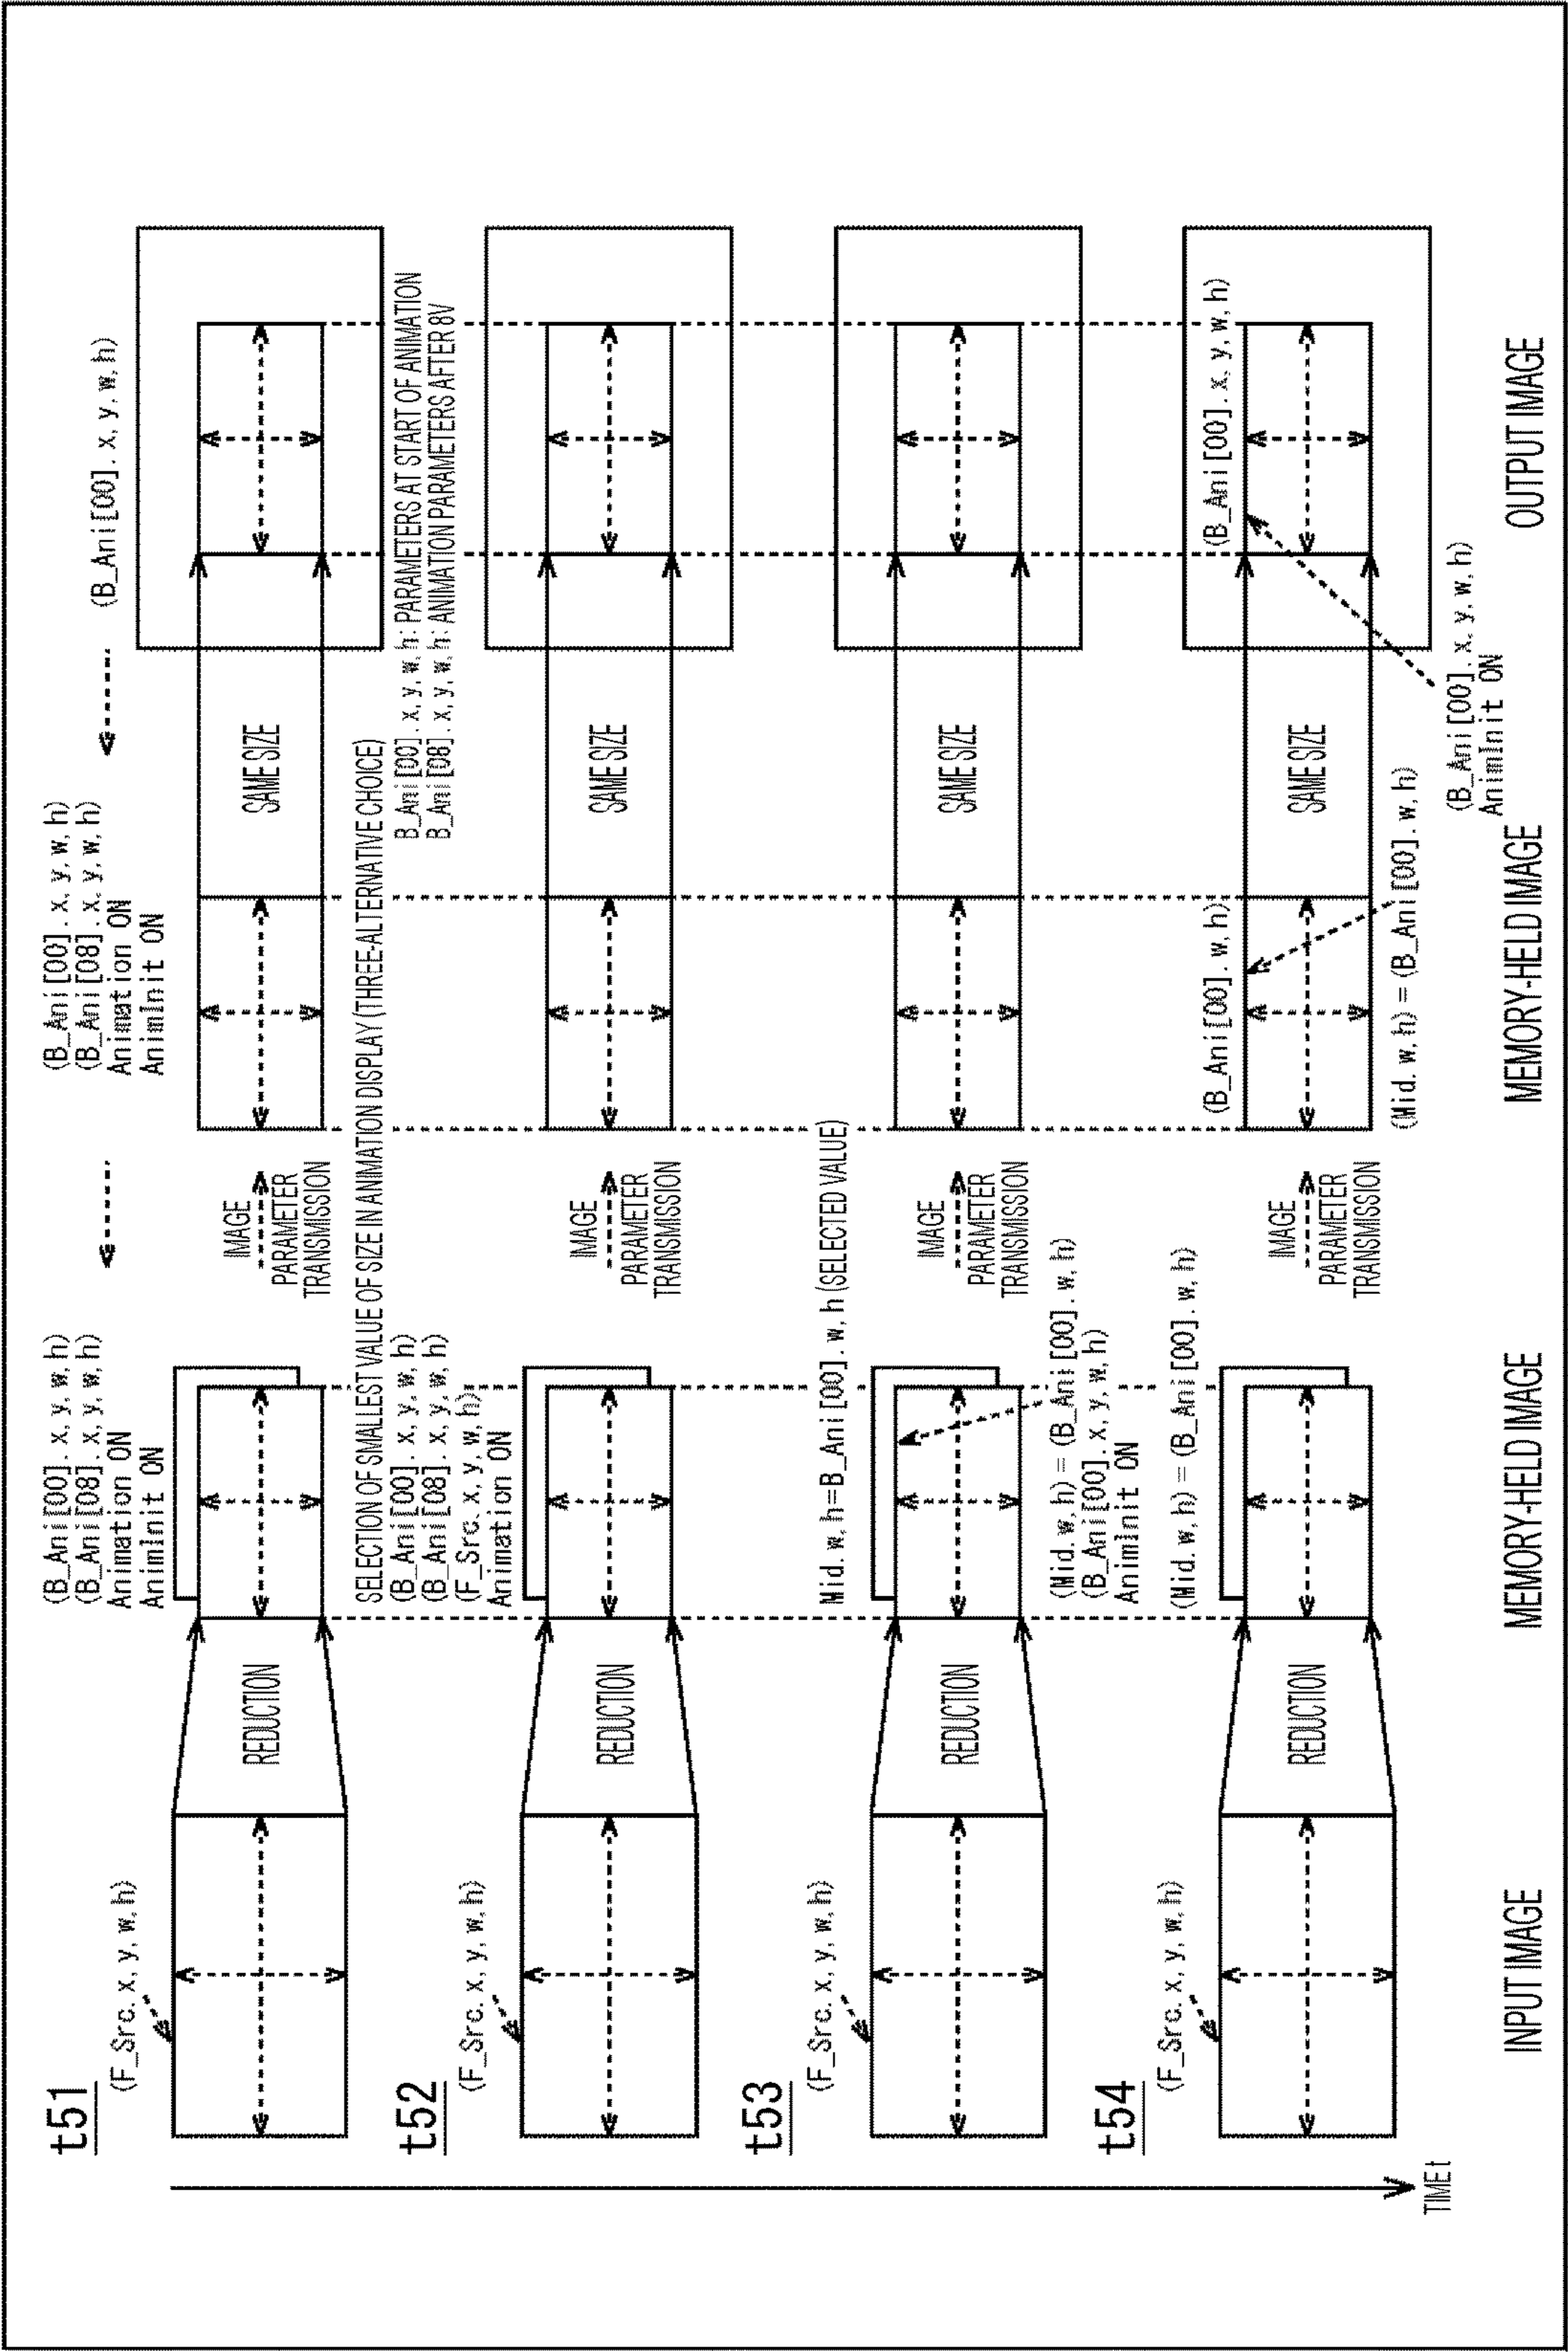 t51
(F_Src. x, y, w, h)
REDUCTION
(B_Ani[00]. x, y, w, h)
(B_Ani[08]. x, y, w, h)
Animation ON
AnimInit ON
IMAGE
PARAMETER
TRANSMISSION
(B_Ani[00]. x, y, w, h)
(B_Ani[08]. x, y, w, h)
Animation ON
AnimInit ON
SAME SIZE
(B_Ani[00]. x, y, w, h)
SELECTION OF SMALLEST VALUE OF SIZE IN ANIMATION DISPLAY (THREE-ALTERNATIVE CHOICE)
B_Ani[00]. x, y, w, h: PARAMETERS AT START OF ANIMATION
B_Ani[08]. x, y, w, h: ANIMATION PARAMETERS AFTER 8V
t52
(F_Src. x, y, w, h)
REDUCTION
(B_Ani[00]. x, y, w, h)
(B_Ani[08]. x, y, w, h)
(F_Src. x, y, w, h)
Animation ON
IMAGE
PARAMETER
TRANSMISSION
SAME SIZE
t53
(F_Src. x, y, w, h)
REDUCTION
Mid. w, h=B_Ani[00]. w, h (SELECTED VALUE)
IMAGE
PARAMETER
TRANSMISSION
SAME SIZE
(Mid. w, h) = (B_Ani[00]. w, h)
(B_Ani[00]. x, y, w, h)
AnimInit ON
t54
(F_Src. x, y, w, h)
REDUCTION
(Mid. w, h) = (B_Ani[00]. w, h)
IMAGE
PARAMETER
TRANSMISSION
(B_Ani[00]. w, h)
SAME SIZE
(B_Ani[00]. x, y, w, h)
(Mid. w, h) = (B_Ani[00]. w, h)
(B_Ani[00]. x, y, w, h)
AnimInit ON
TIME t
INPUT IMAGE
MEMORY-HELD IMAGE
MEMORY-HELD IMAGE
OUTPUT IMAGE